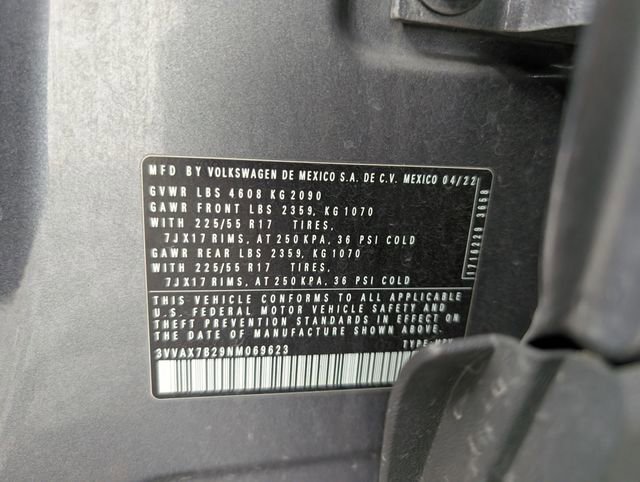 MFD BY VOLKSWAGEN DE MEXICO S.A. DE C.V. MEXICO 04/22
GVWR LBS 4608 KG 2090
GAWR FRONT LBS 2359, KG 1070
WITH 225/55 R17 TIRES,
7JX17 RIMS, AT 250 KPA, 36 PSI COLD
GAWR REAR LBS 2359, KG 1070
WITH 225/55 R17 TIRES,
7JX17 RIMS, AT 250 KPA, 36 PSI COLD
THIS VEHICLE CONFORMS TO ALL APPLICABLE
U.S. FEDERAL MOTOR VEHICLE SAFETY AND
THEFT PREVENTION STANDARDS IN EFFECT ON
THE DATE OF MANUFACTURE SHOWN ABOVE.
3VVAX7B29NM069623 TYPE:MPV
1716229 3658